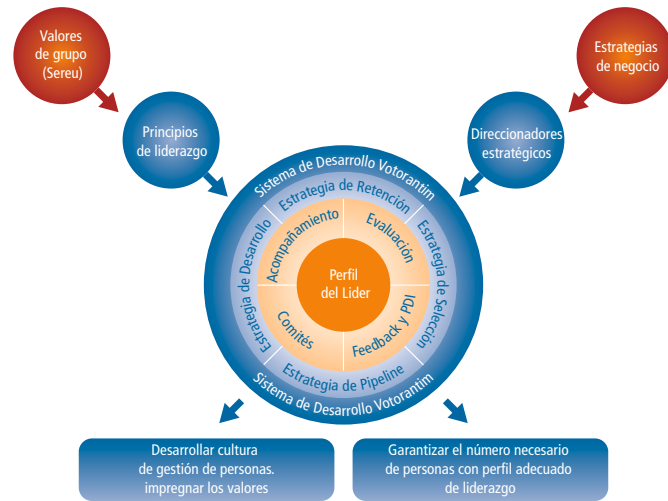 Valores
de grupo
(Sereu)
Estrategias
de negocio
Principios
de liderazgo
Direccionadores
estratégicos
Sistema de Desarrollo Votorantim
Estrategia de Retención
Estrategia de Desarrollo
Acompañamiento
Evaluación
Estrategia de Selección
Perfil
del Lider
Comités
Feedback y PDI
Estrategia de Pipeline
Sistema de Desarrollo Votorantim
Desarrollar cultura
de gestión de personas.
impregnar los valores
Garantizar el número necesario
de personas con perfil adecuado
de liderazgo